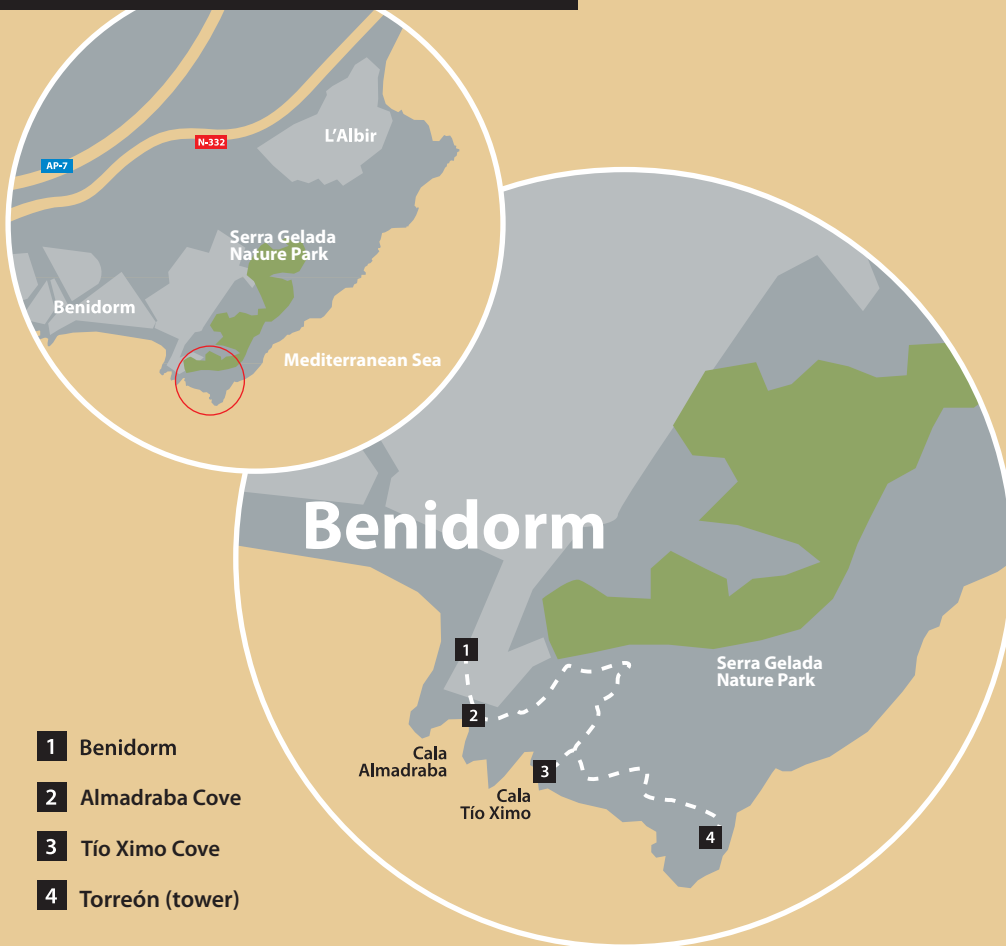 L'Albir
N-332
AP-7
Serra Gelada
Nature Park
Benidorm
Mediterranean Sea
Benidorm
1
2
3
4
Serra Gelada
Nature Park
Cala
Almadraba
Cala
Tío Ximo
1 Benidorm
2 Almadraba Cove
3 Tío Ximo Cove
4 Torreón (tower)